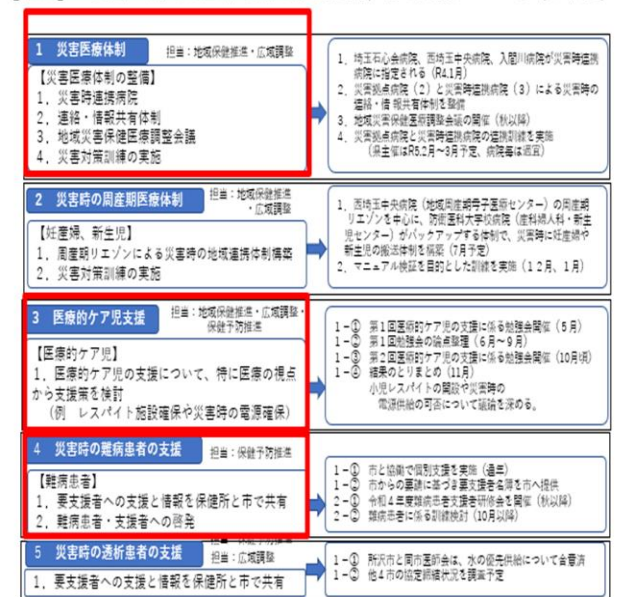 1 災害医療体制 担当：地域保健推進・広域調整
【災害医療体制の整備】
1．災害時連携病院
2．連絡・情報共有体制
3．地域災害保健医療調整会議
4．災害対策訓練の実施
1．埼玉石心会病院、西埼玉中央病院、入間川病院が災害時連携
病院に指定される（R4.1月）
2．災害拠点病院（2）と災害時連携病院（3）による災害時の
連絡・情報共有体制を整備
3．地域災害保健医療調整会議の開催（秋以降）
4．災害拠点病院と災害時連携病院の連携訓練を実施
（県主催はR5.2月～3月予定、病院毎は適宜）
2 災害時の周産期医療体制 担当：地域保健推進
・広域調整
【妊産婦、新生児】
1．周産期リエゾンによる災害時の地域連携体制構築
2．災害対策訓練の実施
1．西埼玉中央病院（地域周産期母子医療センター）の周産期
リエゾンを中心に、防衛医科大学校病院（産科婦人科・新生
児センター）がバックアップする体制で、災害時に妊産婦や
新生児の搬送体制を構築（7月予定）
2．マニュアル検証を目的とした訓練を実施（12月、1月）
3 医療的ケア児支援 担当：地域保健推進・広域調整・
保健予防推進
【医療的ケア児】
1．医療的ケア児の支援について、特に医療の視点
から支援策を検討
（例 レスパイト施設確保や災害時の電源確保）
1－① 第1回医療的ケア児の支援に係る勉強会開催（5月）
1－② 第1回勉強会の論点整理（6月～9月）
1－③ 第2回医療的ケア児の支援に係る勉強会開催（10月頃）
1－④ 結果のとりまとめ（11月）
小児レスパイトの開設や災害時の
電源供給の可否について議論を深める。
4 災害時の難病患者の支援 担当：保健予防推進
【難病患者】
1．要支援者への支援と情報を保健所と市で共有
2．難病患者・支援者への啓発
1－① 市と協働で個別支援を実施（通年）
1－② 市からの要請に基づき要支援者名簿を市へ提供
2－① 令和4年度難病患者支援者研修会を開催（秋以降）
2－② 難病患者に係る訓練検討（10月以降）
5 災害時の透析患者の支援 担当：広域調整
1．要支援者への支援と情報を保健所と市で共有
1－① 所沢市と同市医師会は、水の優先供給について合意済
1－② 他4市の協定締結状況を調査予定